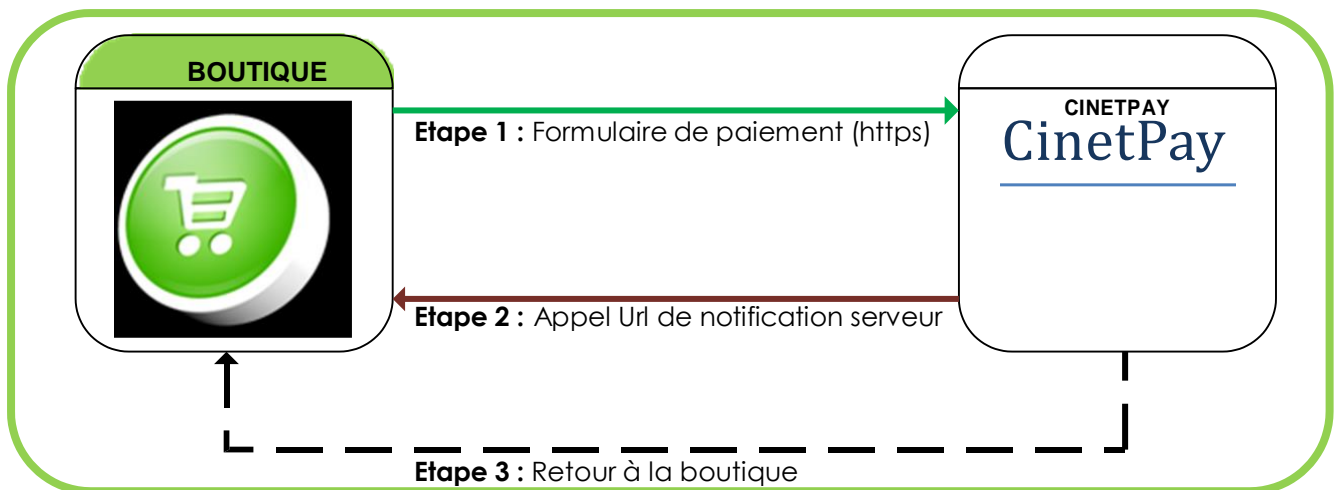 BOUTIQUE
CINETPAY
CinetPay
Etape 1 : Formulaire de paiement (https)
Etape 2 : Appel Url de notification serveur
Etape 3 : Retour à la boutique